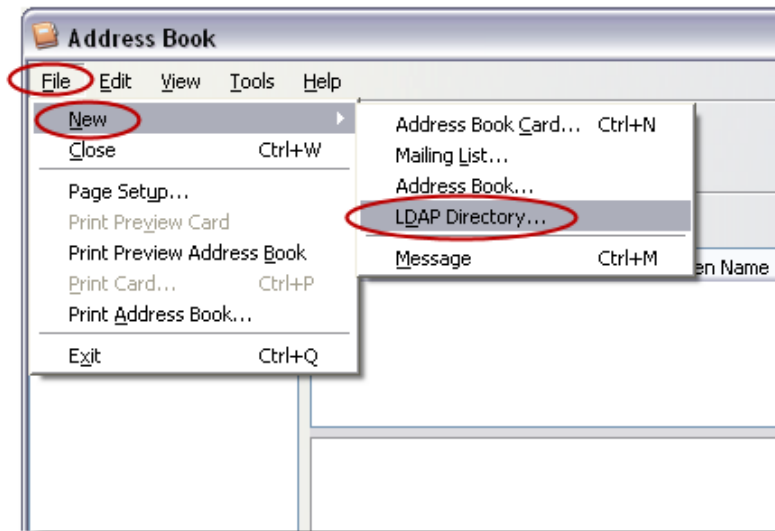 Address Book
File Edit View Tools Help
New
Close Ctrl+W
Page Setup...
Print Preview Card
Print Preview Address Book
Print Card... Ctrl+P
Print Address Book...
Exit Ctrl+Q
Address Book Card... Ctrl+N
Mailing List...
Address Book...
LDAP Directory...
Message Ctrl+M
en Name